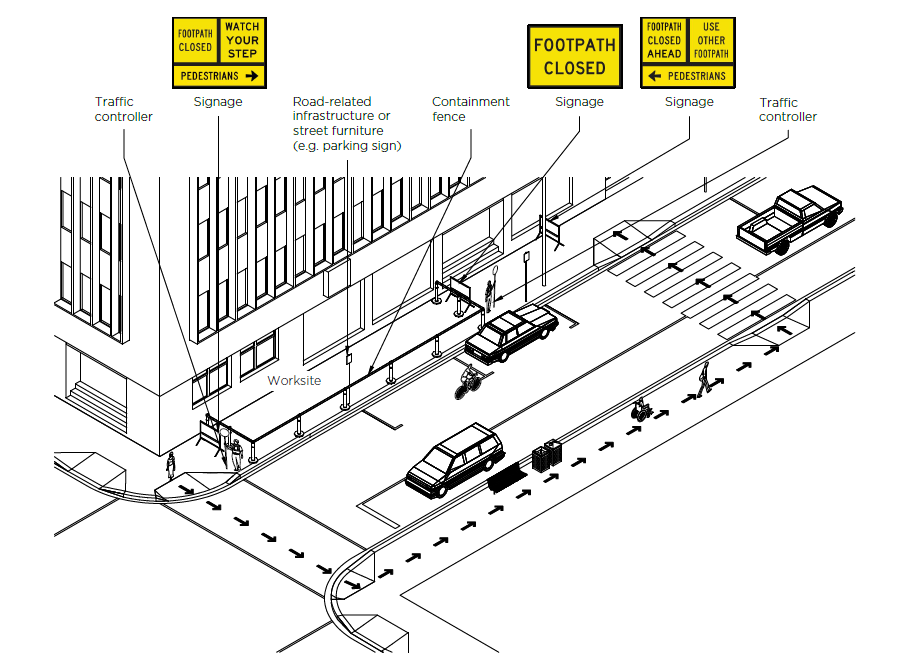 FOOTPATH
CLOSED
WATCH
YOUR
STEP
PEDESTRIANS
FOOTPATH
CLOSED
FOOTPATH
CLOSED
AHEAD
USE
OTHER
FOOTPATH
PEDESTRIANS
Traffic
controller
Signage
Road-related
infrastructure or
street furniture
(e.g. parking sign)
Containment
fence
Signage
Signage
Traffic
controller
Worksite